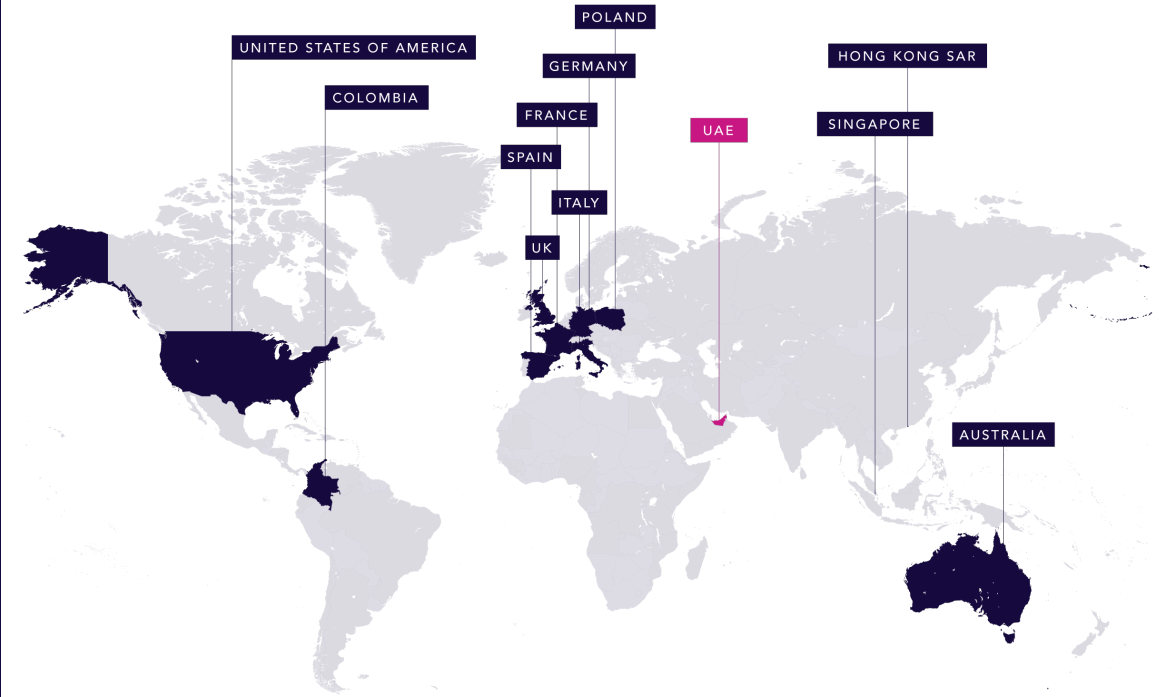 POLAND
UNITED STATES OF AMERICA
HONG KONG SAR
GERMANY
COLOMBIA
FRANCE
SINGAPORE
UAE
SPAIN
ITALY
UK
AUSTRALIA